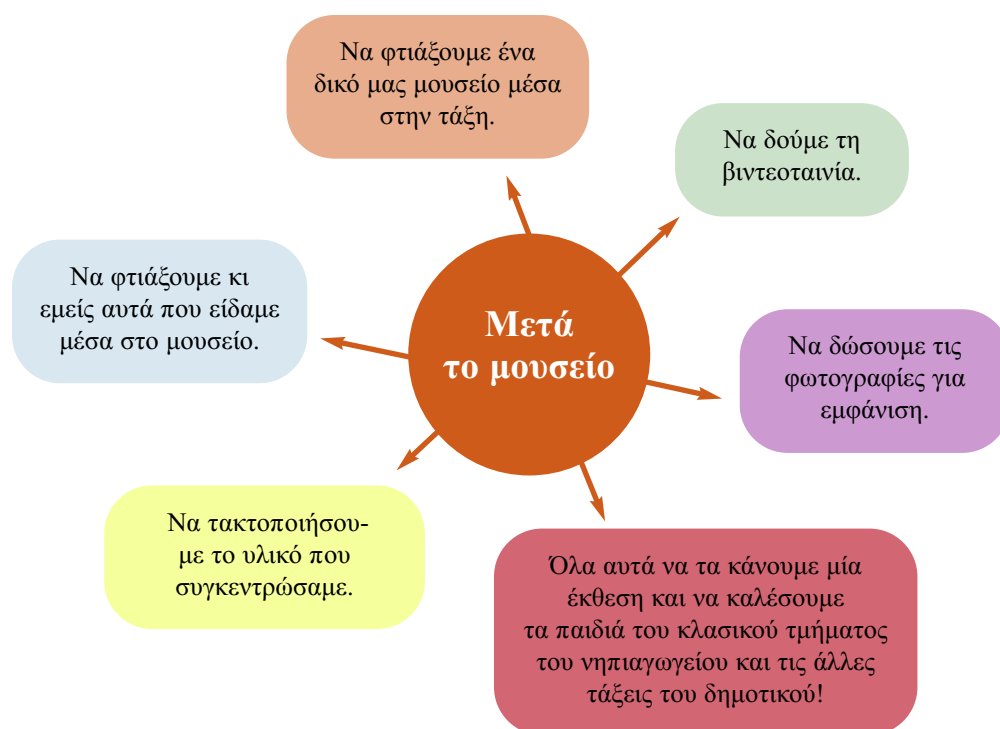 Να φτιάξουμε ένα
δικό μας μουσείο μέσα
στην τάξη.
Να δούμε τη
βιντεοταινία.
Να φτιάξουμε κι
εμείς αυτά που είδαμε
μέσα στο μουσείο.
Μετά
το μουσείο
Να δώσουμε τις
φωτογραφίες για
εμφάνιση.
Να τακτοποιήσου-
με το υλικό που
συγκεντρώσαμε.
Όλα αυτά να τα κάνουμε μία
έκθεση και να καλέσουμε
τα παιδιά του κλασικού τμήματος
του νηπιαγωγείου και τις άλλες
τάξεις του δημοτικού!